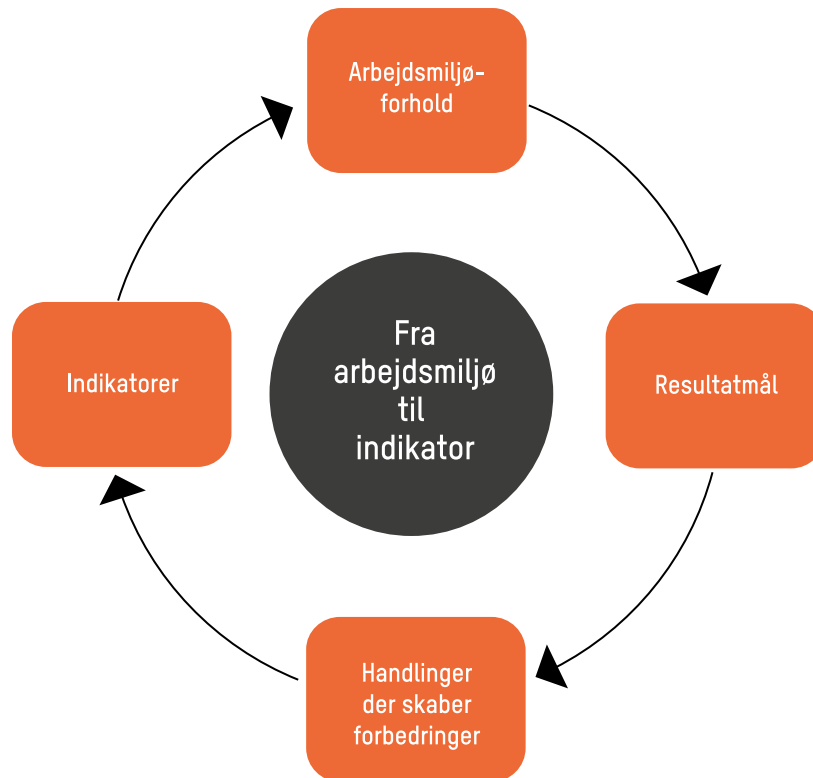 Arbejdsmiljø-
forhold
Resultatmål
Handlinger
der skaber
forbedringer
Indikatorer
Fra
arbejdsmiljø
til
indikator